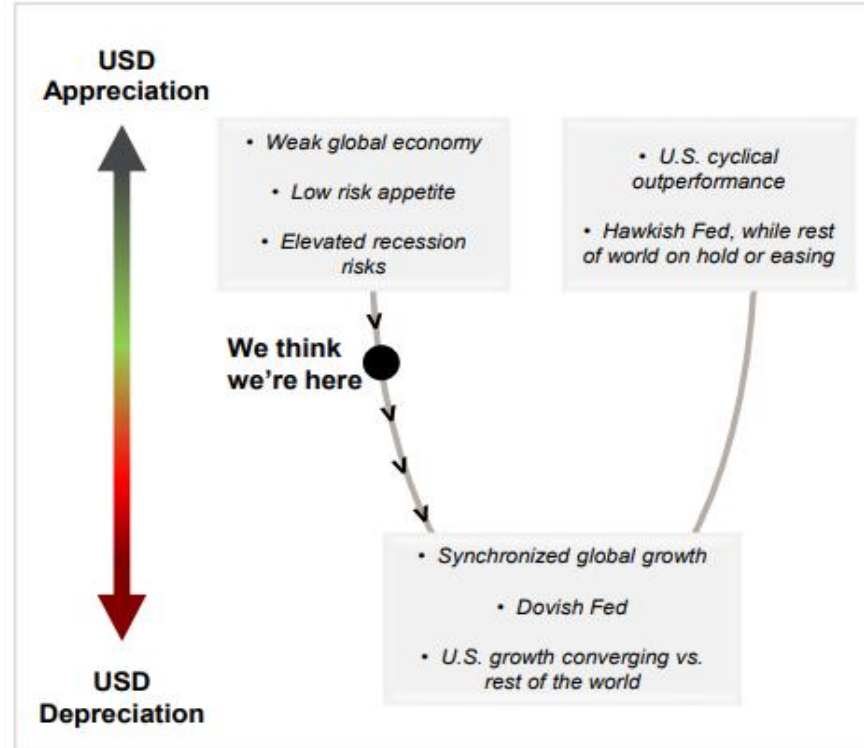 USD
Appreciation
• Weak global economy
• Low risk appetite
• Elevated recession
risks
• U.S. cyclical
outperformance
• Hawkish Fed, while rest
of world on hold or easing
We think
we're here
• Synchronized global growth
• Dovish Fed
• U.S. growth converging vs.
rest of the world
USD
Depreciation